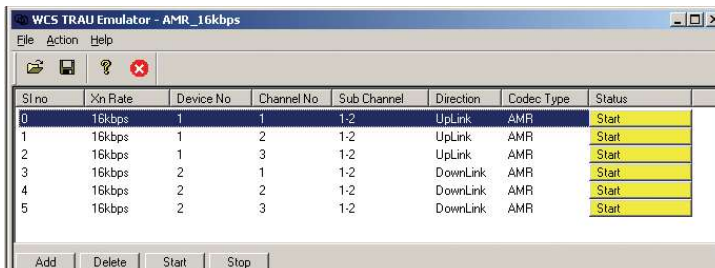 WCS TRAU Emulator - AMR_16kbps
File Action Help
Sl no Xn Rate Device No Channel No Sub Channel Direction Codec Type Status
0 16kbps 1 1 1-2 UpLink AMR Start
1 16kbps 1 2 1-2 UpLink AMR Start
2 16kbps 1 3 1-2 UpLink AMR Start
3 16kbps 2 1 1-2 DownLink AMR Start
4 16kbps 2 2 1-2 DownLink AMR Start
5 16kbps 2 3 1-2 DownLink AMR Start
Add Delete Start Stop